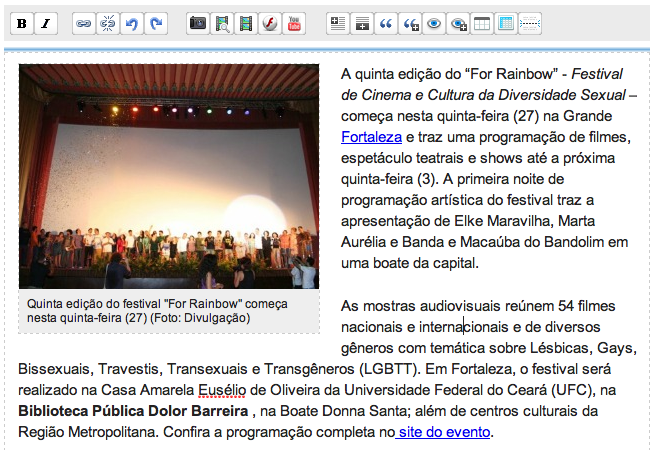 B I
You Tube
A quinta edição do “For Rainbow” - Festival
de Cinema e Cultura da Diversidade Sexual –
começa nesta quinta-feira (27) na Grande
Fortaleza e traz uma programação de filmes,
espetáculo teatrais e shows até a próxima
quinta-feira (3). A primeira noite de
programação artística do festival traz a
apresentação de Elke Maravilha, Marta
Aurélia e Banda e Macaúba do Bandolim em
uma boate da capital.
Quinta edição do festival "For Rainbow" começa
nesta quinta-feira (27) (Foto: Divulgação)
As mostras audiovisuais reúnem 54 filmes
nacionais e internacionais e de diversos
gêneros com temática sobre Lésbicas, Gays,
Bissexuais, Travestis, Transexuais e Transgêneros (LGBTT). Em Fortaleza, o festival será
realizado na Casa Amarela Eusélio de Oliveira da Universidade Federal do Ceará (UFC), na
Biblioteca Pública Dolor Barreira , na Boate Donna Santa; além de centros culturais da
Região Metropolitana. Confira a programação completa no site do evento.